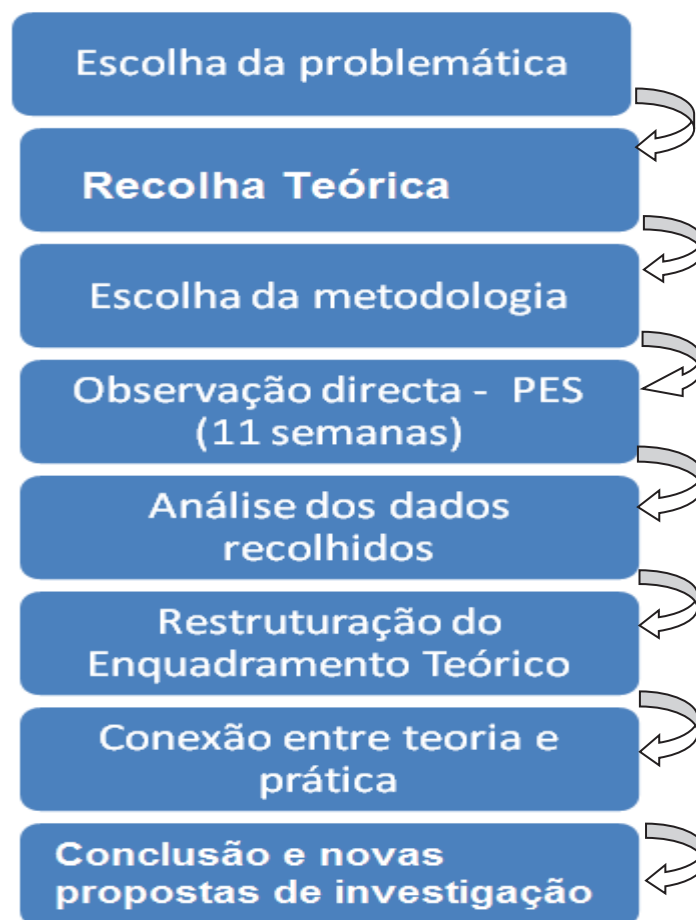 Escolha da problemática
Recolha Teórica
Escolha da metodologia
Observação directa - PES
(11 semanas)
Análise dos dados
recolhidos
Restruturação do
Enquadramento Teórico
Conexão entre teoria e
prática
Conclusão e novas
propostas de investigação